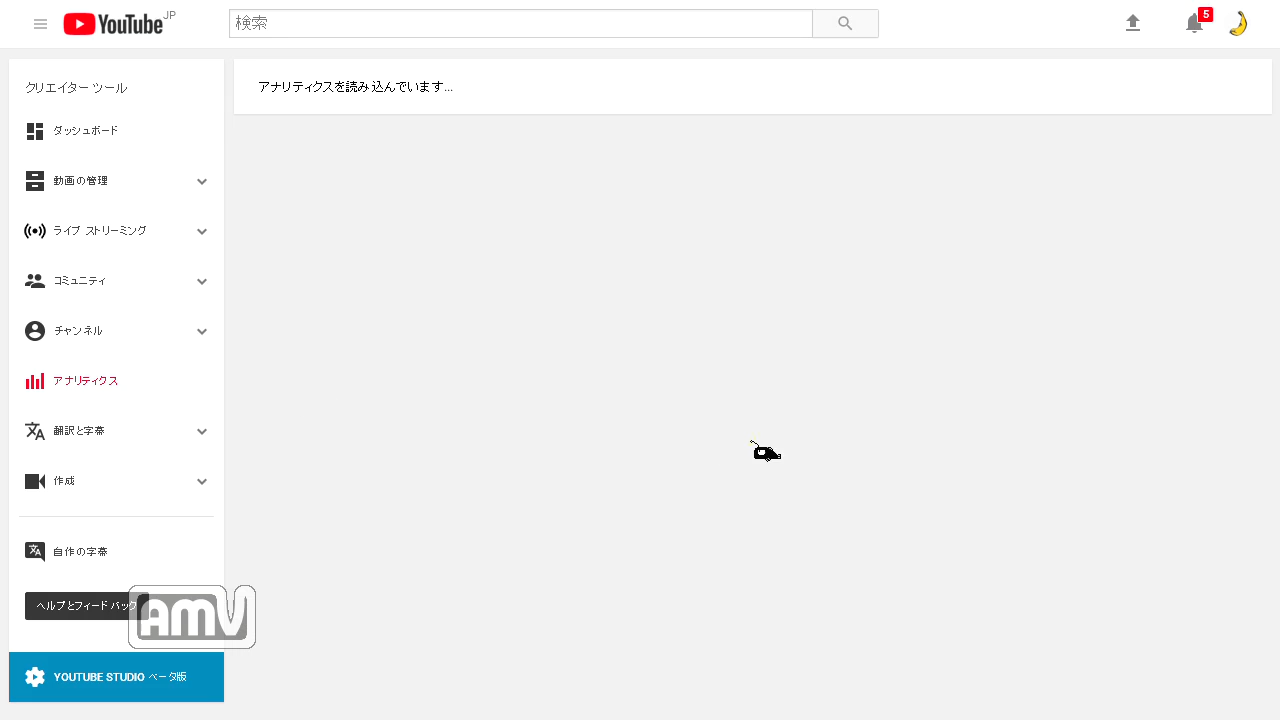 YouTube JP
検索
5
クリエイター ツール
アナリティクスを読み込んでいます...
ダッシュボード
動画の管理
ライブ ストリーミング
コミュニティ
チャンネル
アナリティクス
翻訳と字幕
作成
自作の字幕
ヘルプとフィードバック
AMV
YOUTUBE STUDIO ベータ版